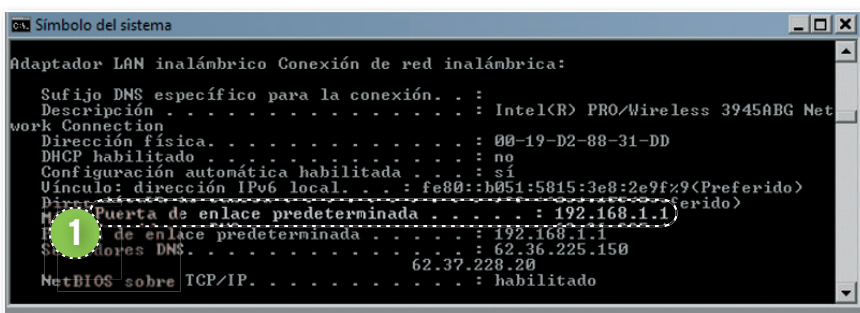 Símbolo del sistema
Adaptador LAN inalámbrico Conexión de red inalámbrica:
Sufijo DNS específico para la conexión. . :
Descripción . . . . . . . . . . . . . . . : Intel(R) PRO/Wireless 3945ABG Net
work Connection
Dirección física. . . . . . . . . . . . . : 00-19-D2-88-31-DD
DHCP habilitado . . . . . . . . . . . . . : no
Configuración automática habilitada . . . : sí
Vínculo: dirección IPv6 local. . . : fe80::b051:5815:3e8:2e9f%9(Preferido)
Puerta de enlace predeterminada . . . . . : 192.168.1.1
1
de enlace predeterminada . . . . . : 192.168.1.1
DNS. . . . . . . . . . . . . . : 62.36.225.150
62.37.228.20
NetBIOS sobre TCP/IP. . . . . . . . . . . : habilitado